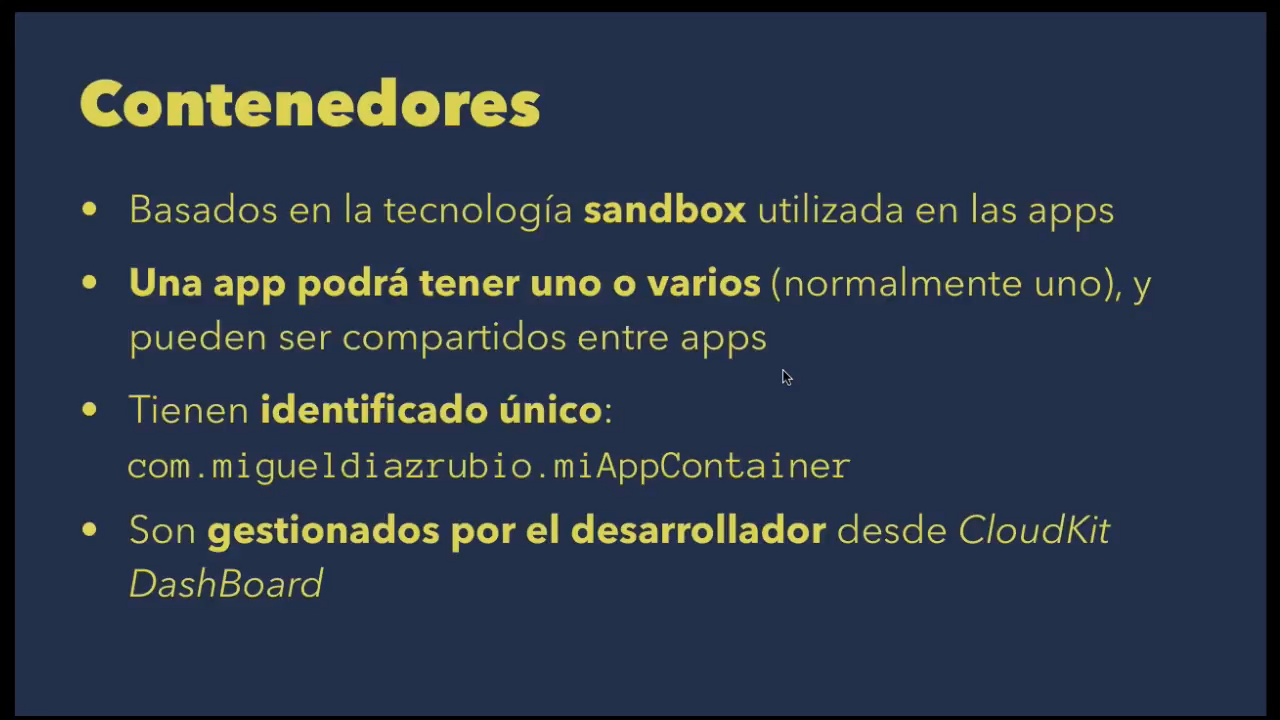 Contenedores
• Basados en la tecnología sandbox utilizada en las apps
• Una app podrá tener uno o varios (normalmente uno), y
pueden ser compartidos entre apps
• Tienen identificado único:
com.migueldiazrubio.miAppContainer
• Son gestionados por el desarrollador desde CloudKit
DashBoard